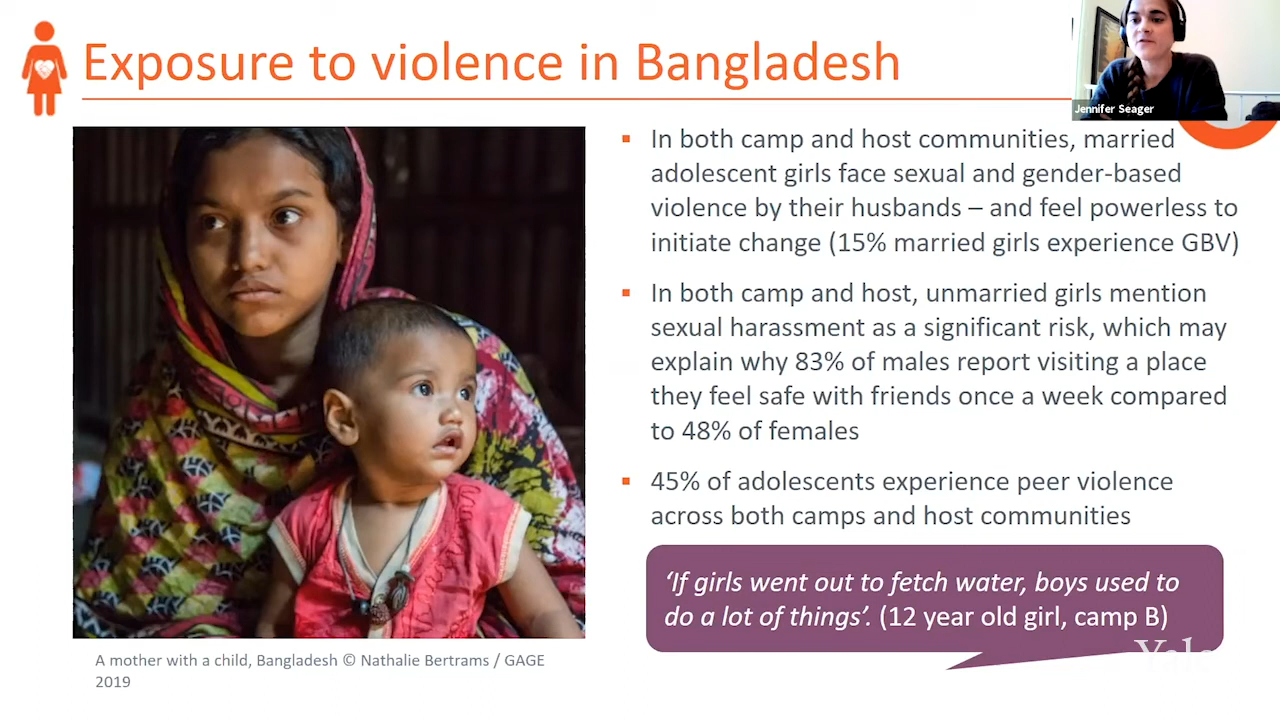 Exposure to violence in Bangladesh
Jennifer Seager
In both camp and host communities, married
adolescent girls face sexual and gender-based
violence by their husbands – and feel powerless to
initiate change (15% married girls experience GBV)
In both camp and host, unmarried girls mention
sexual harassment as a significant risk, which may
explain why 83% of males report visiting a place
they feel safe with friends once a week compared
to 48% of females
45% of adolescents experience peer violence
across both camps and host communities
‘If girls went out to fetch water, boys used to
do a lot of things’. (12 year old girl, camp B)
Yale
A mother with a child, Bangladesh © Nathalie Bertrams / GAGE
2019